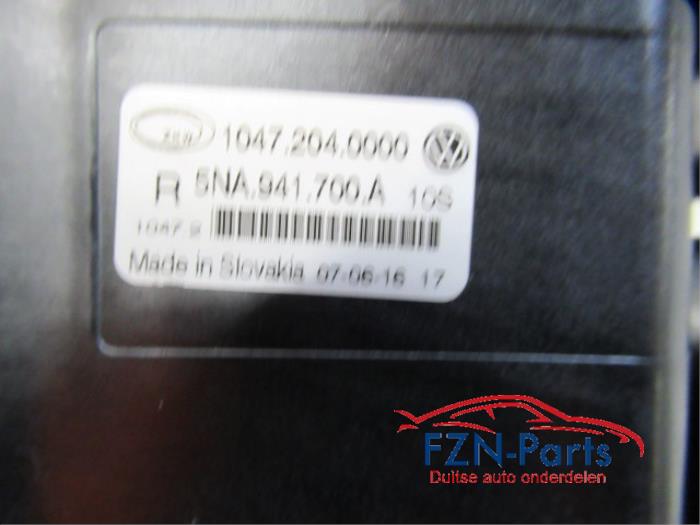 ZKW 1047.204.0000
R 5NA.941.700.A 10S
1047.2
Made in Slovakia 07-06-16 17
FZN-Parts
Duitse auto onderdelen